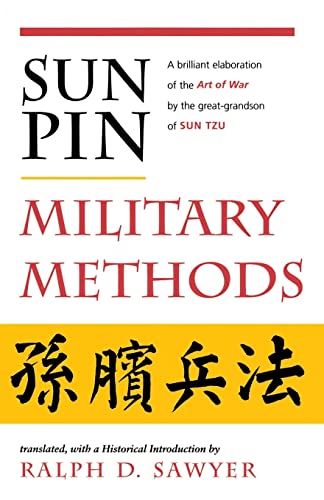 SUN
PIN
A brilliant elaboration
of the Art of War
by the great-grandson
of SUN TZU
MILITARY
METHODS
孫臏兵法
translated, with a Historical Introduction by
RALPH D. SAWYER